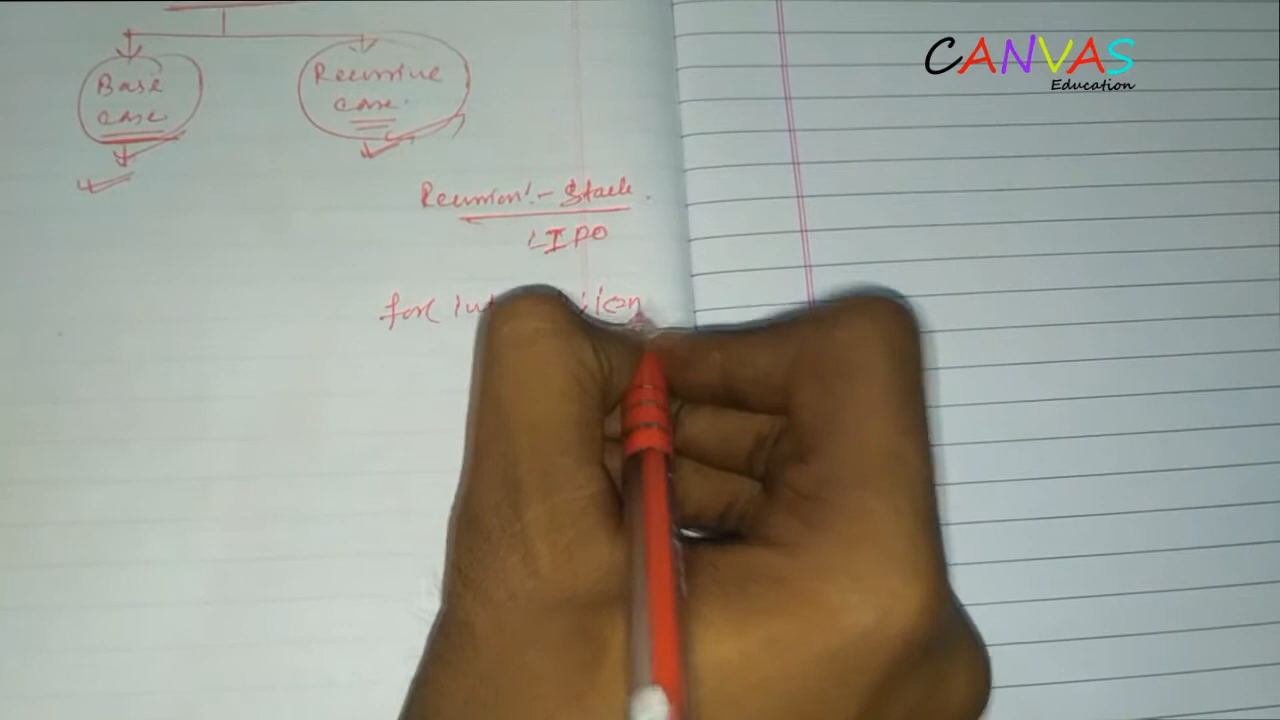 CANVAS
Education
Base
case
Recursive
case.
Recursion:- Stack.
LIFO
for